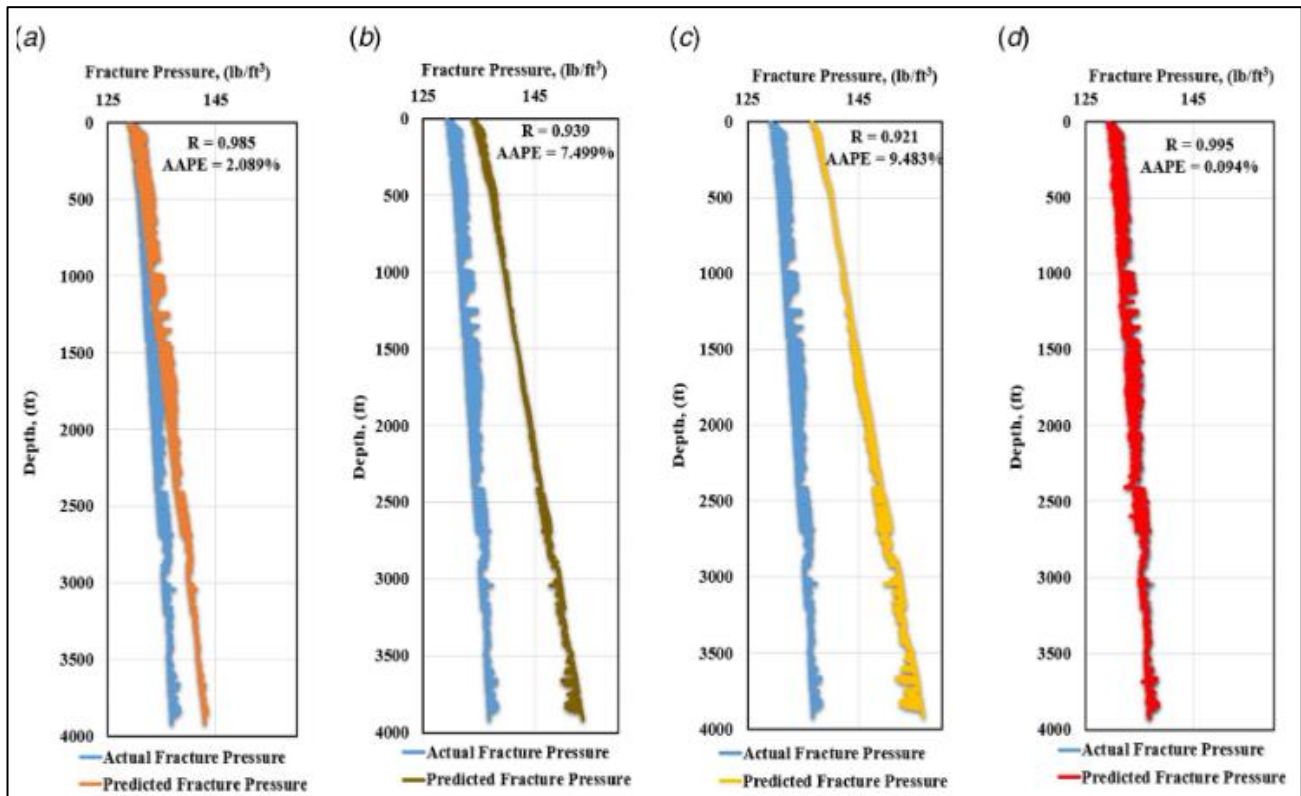 (a)
Fracture Pressure, (lb/ft³)
125 145
R = 0.985
AAPE = 2.089%
0
500
1000
1500
2000
2500
3000
3500
4000
Depth, (ft)
Actual Fracture Pressure
Predicted Fracture Pressure
(b)
Fracture Pressure, (lb/ft³)
125 145
R = 0.939
AAPE = 7.499%
0
500
1000
1500
2000
2500
3000
3500
4000
Depth, (ft)
Actual Fracture Pressure
Predicted Fracture Pressure
(c)
Fracture Pressure, (lb/ft³)
125 145
R = 0.921
AAPE = 9.483%
0
500
1000
1500
2000
2500
3000
3500
4000
Depth, (ft)
Actual Fracture Pressure
Predicted Fracture Pressure
(d)
Fracture Pressure, (lb/ft³)
125 145
R = 0.995
AAPE = 0.094%
0
500
1000
1500
2000
2500
3000
3500
4000
Depth, (ft)
Actual Fracture Pressure
Predicted Fracture Pressure